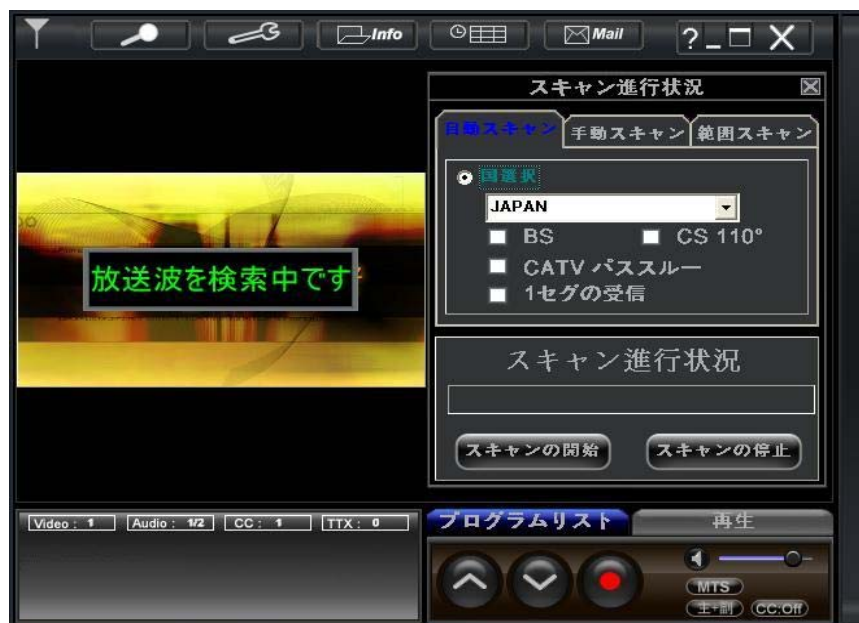 Info
Mail
?
スキャン進行状況
自動スキャン 手動スキャン 範囲スキャン
国選択
JAPAN
BS CS 110°
CATV パススルー
1セグの受信
放送波を検索中です
スキャン進行状況
スキャンの開始 スキャンの停止
Video : 1 Audio : 1/2 CC : 1 TTX : 0
プログラムリスト 再生
MTS
主+副 CC:Off